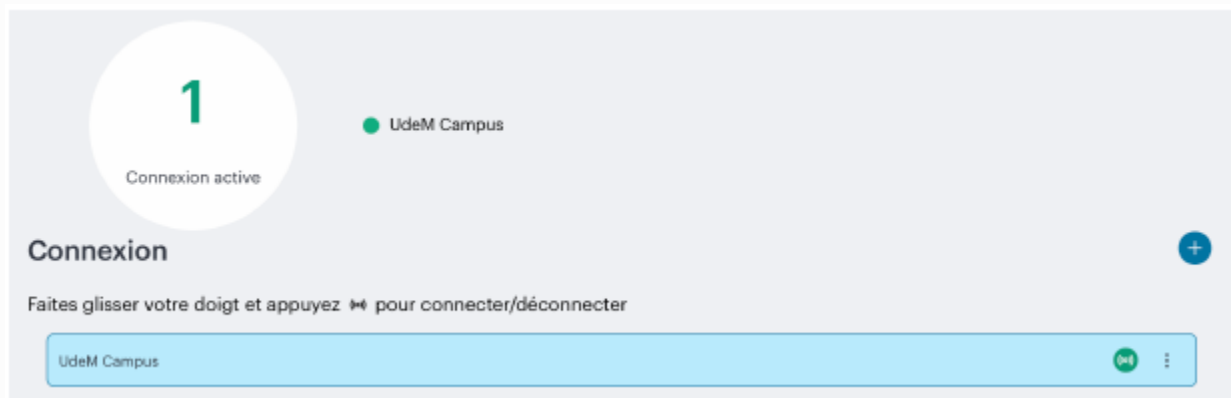 1
Connexion active
UdeM Campus
Connexion
Faites glisser votre doigt et appuyez pour connecter/déconnecter
UdeM Campus